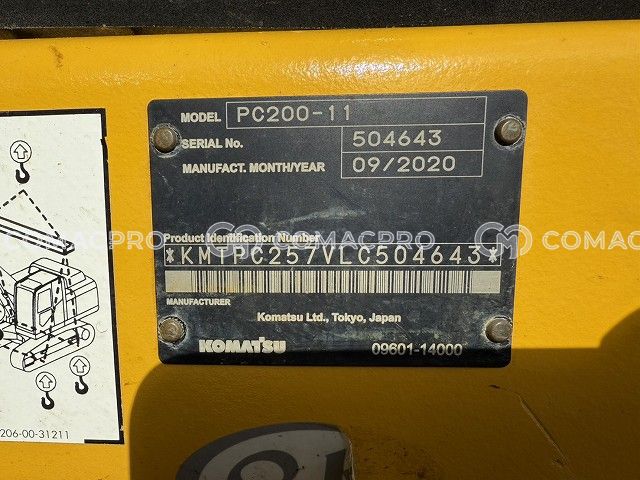 MODEL PC200-11
SERIAL No. 504643
MANUFACT. MONTH/YEAR 09/2020
COMACPRO COMACPRO COMACPRO
Product Identification Number
*KMTPC257VLC504643*
MANUFACTURER
Komatsu Ltd., Tokyo, Japan
KOMATSU 09601-14000
206-00-31211